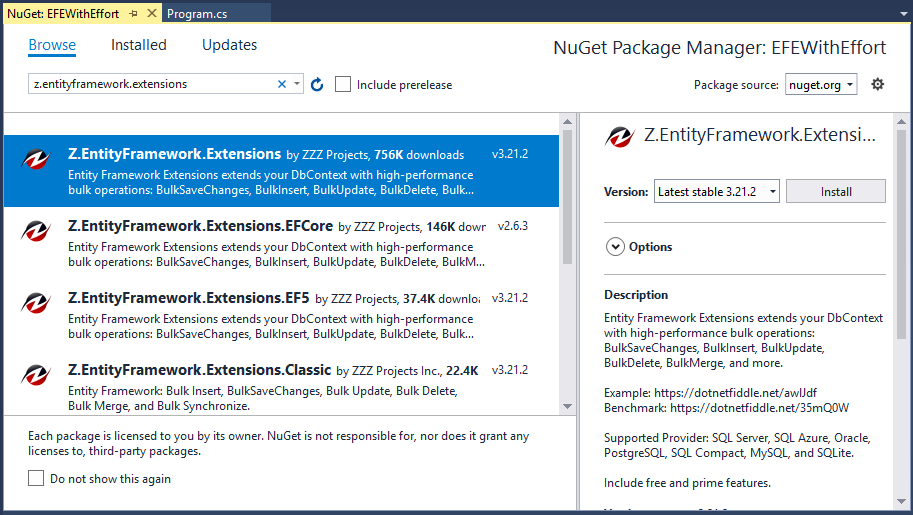 NuGet: EFEWithEffort
Program.cs
Browse
Installed
Updates
NuGet Package Manager: EFEWithEffort
z.entityframework.extensions
Include prerelease
Package source:
nuget.org
Z.EntityFramework.Extensions by ZZZ Projects, 756K downloads
v3.21.2
Entity Framework Extensions extends your DbContext with high-performance
bulk operations: BulkSaveChanges, BulkInsert, BulkUpdate, BulkDelete, Bulk...
Z.EntityFramework.Extensions.EFCore by ZZZ Projects, 146K down
v2.6.3
Entity Framework Extensions extends your DbContext with high-performance
bulk operations: BulkSaveChanges, BulkInsert, BulkUpdate, BulkDelete, BulkM...
Z.EntityFramework.Extensions.EF5 by ZZZ Projects, 37.4K downloa
v3.21.2
Entity Framework Extensions extends your DbContext with high-performance
bulk operations: BulkSaveChanges, BulkInsert, BulkUpdate, BulkDelete, Bulk...
Z.EntityFramework.Extensions.Classic by ZZZ Projects Inc., 22.4K
v3.21.2
Entity Framework: Bulk Insert, BulkSaveChanges, Bulk Update, Bulk Delete,
Bulk Merge, and Bulk Synchronize.
Each package is licensed to you by its owner. NuGet is not responsible for, nor does it grant any
licenses to, third-party packages.
Do not show this again
Z.EntityFramework.Extensi...
Version:
Latest stable 3.21.2
Install
Options
Description
Entity Framework Extensions extends your DbContext
with high-performance bulk operations:
BulkSaveChanges, BulkInsert, BulkUpdate,
BulkDelete, BulkMerge, and more.
Example: https://dotnetfiddle.net/awlJdf
Benchmark: https://dotnetfiddle.net/35mQ0W
Supported Provider: SQL Server, SQL Azure, Oracle,
PostgreSQL, SQL Compact, MySQL, and SQLite.
Include free and prime features.